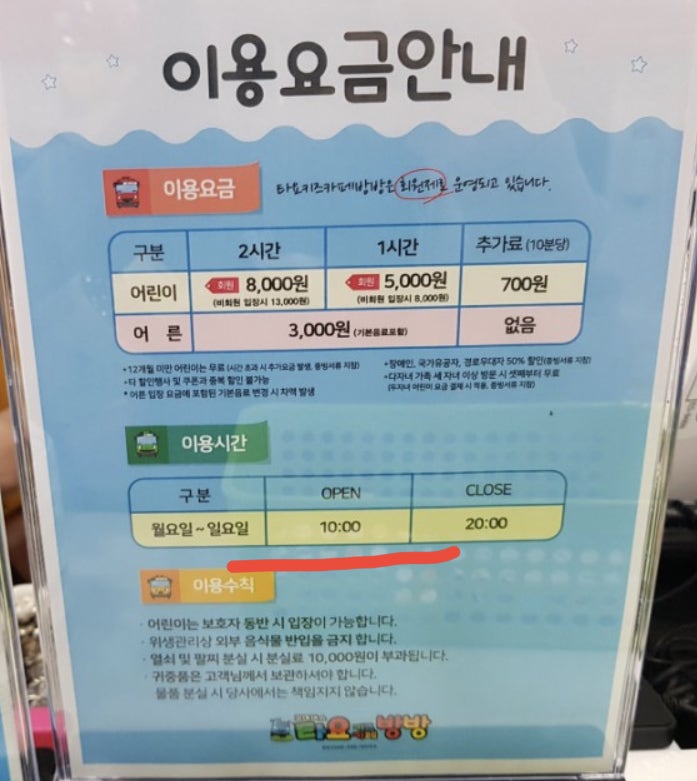 이용요금안내
이용요금
타요키즈카페방방은 회원제로 운영되고 있습니다.
구분 2시간 1시간 추가료 (10분당)
어린이 회원 8,000원 회원 5,000원 700원
(비회원 입장시 13,000원) (비회원 입장시 8,000원)
어 른 3,000원 (기본음료포함) 없음
*12개월 미만 어린이는 무료 (시간 초과 시 추가요금 발생, 증빙서류 지참)
*타 할인행사 및 쿠폰과 중복 할인 불가능
* 어른 입장 요금에 포함된 기본음료 변경 시 차액 발생
*장애인, 국가유공자, 경로우대자 50% 할인(증빙서류 지참)
*다자녀 가족 세 자녀 이상 방문 시 셋째부터 무료
(두자녀 어린이 요금 결제 시 적용, 증빙서류 지참)
이용시간
구분 OPEN CLOSE
월요일~일요일 10:00 20:00
이용수칙
· 어린이는 보호자 동반 시 입장이 가능합니다.
· 위생관리상 외부 음식물 반입을 금지 합니다.
· 열쇠 및 팔찌 분실 시 분실료 10,000원이 부과됩니다.
· 귀중품은 고객님께서 보관하셔야 합니다.
물품 분실 시 당사에서는 책임지지 않습니다.
타요 방방